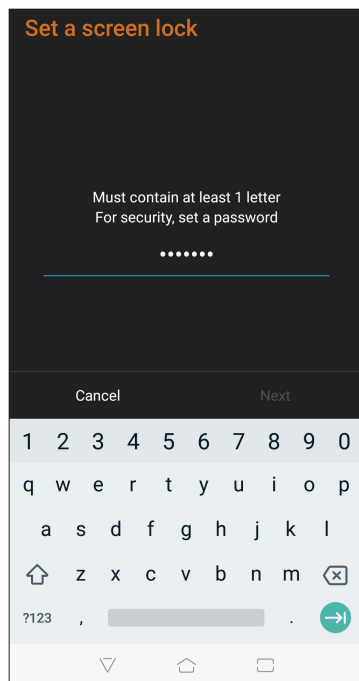 Set a screen lock
Must contain at least 1 letter
For security, set a password
•••••••
Cancel Next
1 2 3 4 5 6 7 8 9 0
q w e r t y u i o p
a s d f g h j k l
z x c v b n m
?123 , .